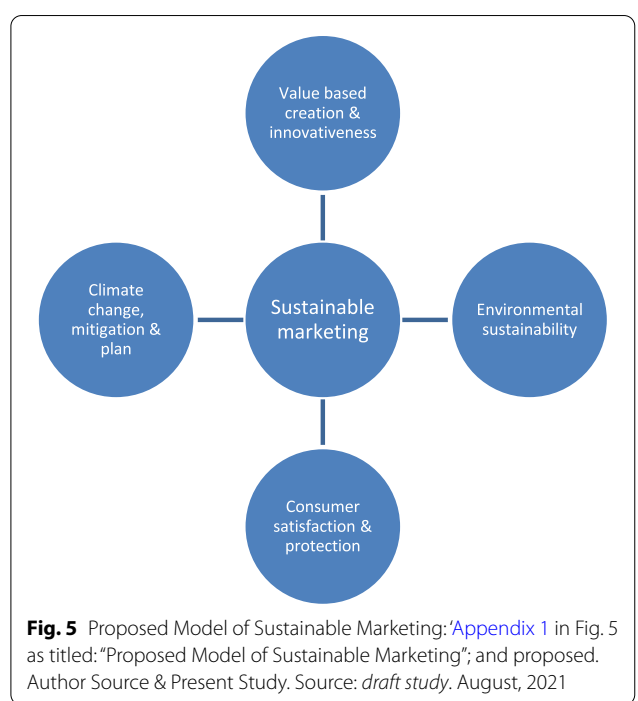 Value based
creation &
innovativeness
Climate
change,
mitigation &
plan
Sustainable
marketing
Environmental
sustainability
Consumer
satisfaction &
protection
Fig. 5 Proposed Model of Sustainable Marketing: ‘Appendix 1 in Fig. 5
as titled: “Proposed Model of Sustainable Marketing”; and proposed.
Author Source & Present Study. Source: draft study. August, 2021